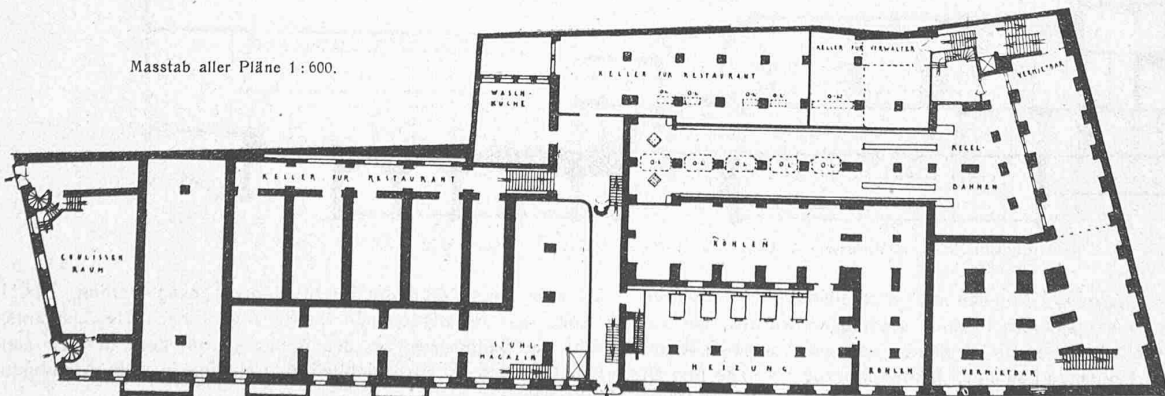 Masstab aller Pläne 1 : 600.
KELLER FÜR VERWALTER
KELLER FÜR RESTAURANT
VERMIETBAR
WASCH-
KÜCHE
KEGEL
BAHNEN
KELLER FÜR RESTAURANT
COULISSEN
RAUM
KOHLEN
STUHL
MAGAZIN
KOHLEN
VERMIETBAR